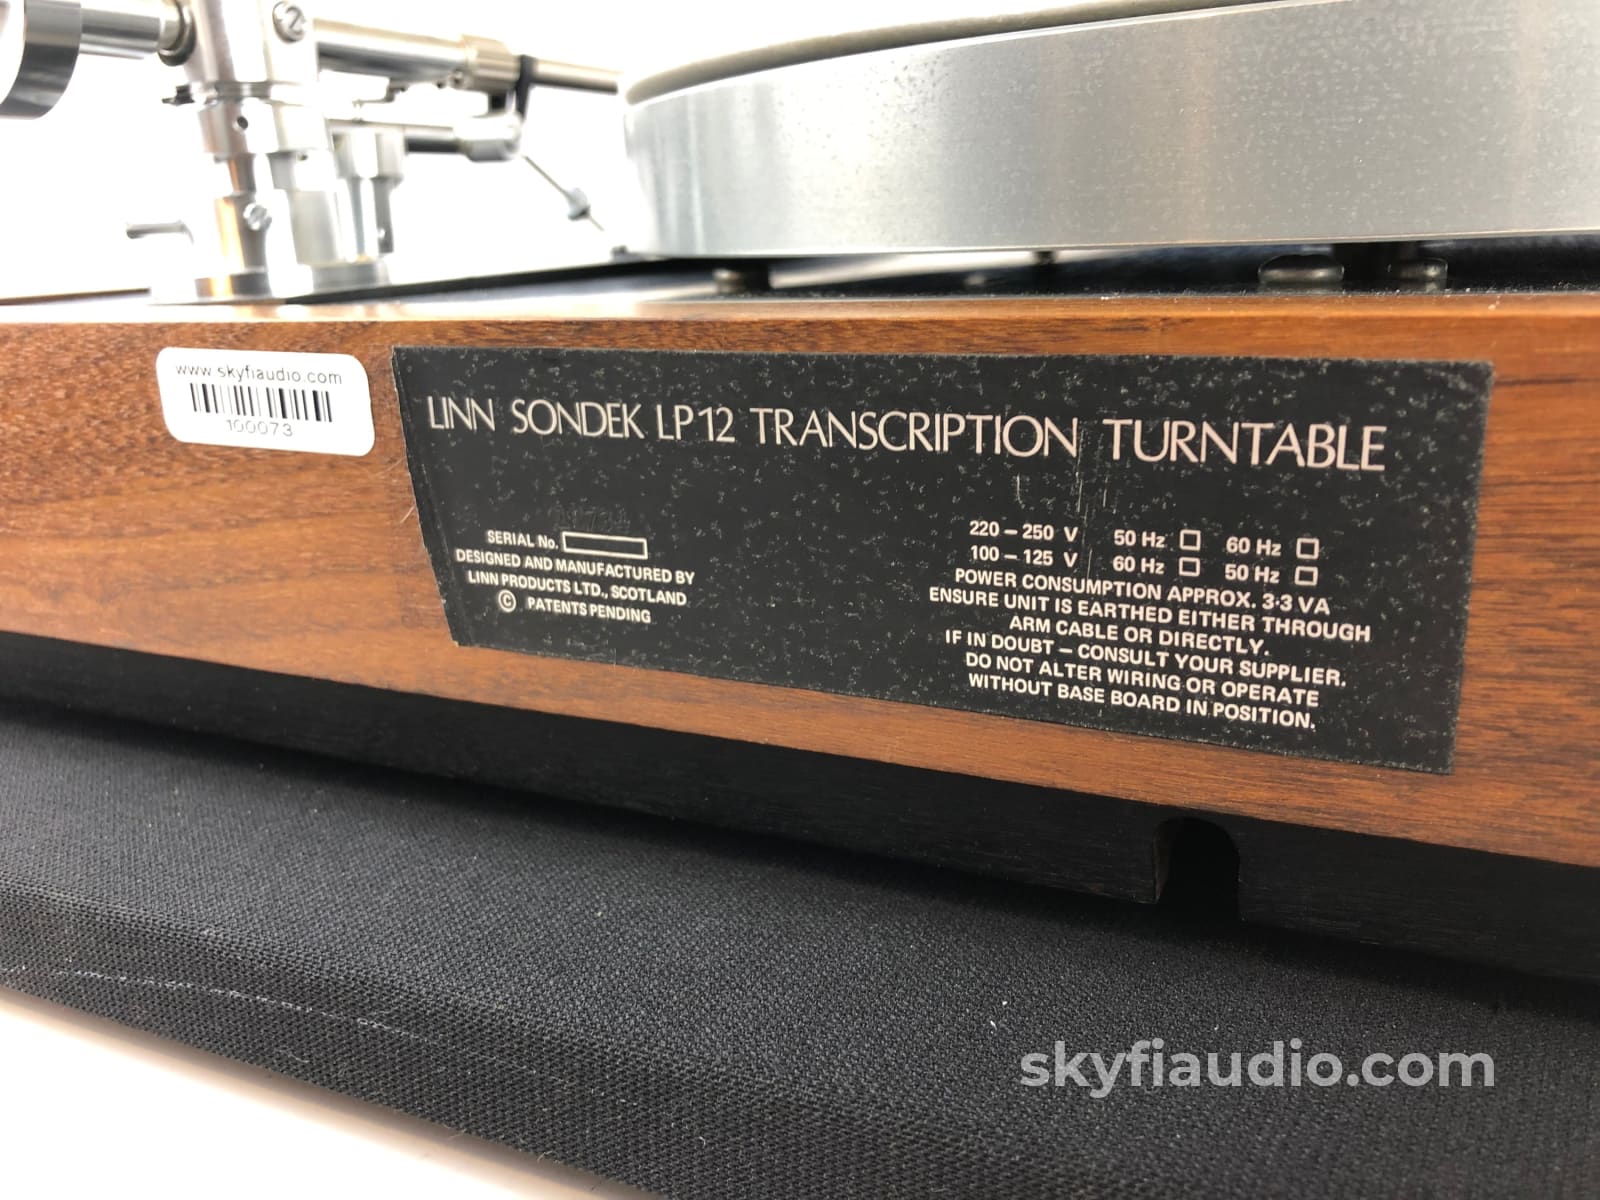 www.skyfiaudio.com
100073
LINN SONDEK LP12 TRANSCRIPTION TURNTABLE
SERIAL No.
DESIGNED AND MANUFACTURED BY
LINN PRODUCTS LTD., SCOTLAND
© PATENTS PENDING
220 – 250 V 50 Hz □ 60 Hz □
100 – 125 V 60 Hz □ 50 Hz □
POWER CONSUMPTION APPROX. 3·3 VA
ENSURE UNIT IS EARTHED EITHER THROUGH
ARM CABLE OR DIRECTLY.
IF IN DOUBT – CONSULT YOUR SUPPLIER.
DO NOT ALTER WIRING OR OPERATE
WITHOUT BASE BOARD IN POSITION.
skyfiaudio.com